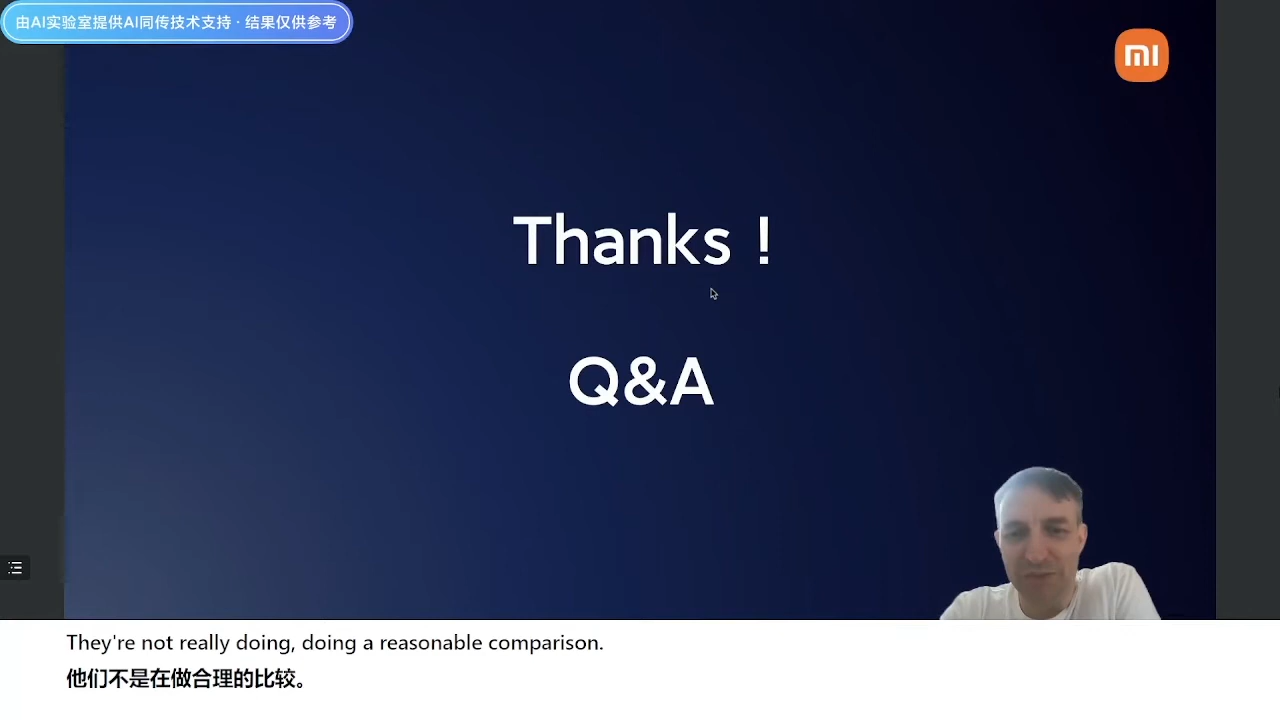 由AI实验室提供AI同传技术支持 · 结果仅供参考
mi
Thanks !
Q&A
They're not really doing, doing a reasonable comparison.
他们不是在做合理的比较。